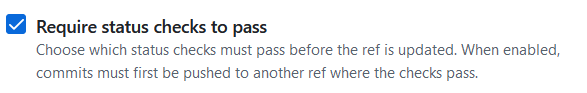 Require status checks to pass
Choose which status checks must pass before the ref is updated. When enabled,
commits must first be pushed to another ref where the checks pass.